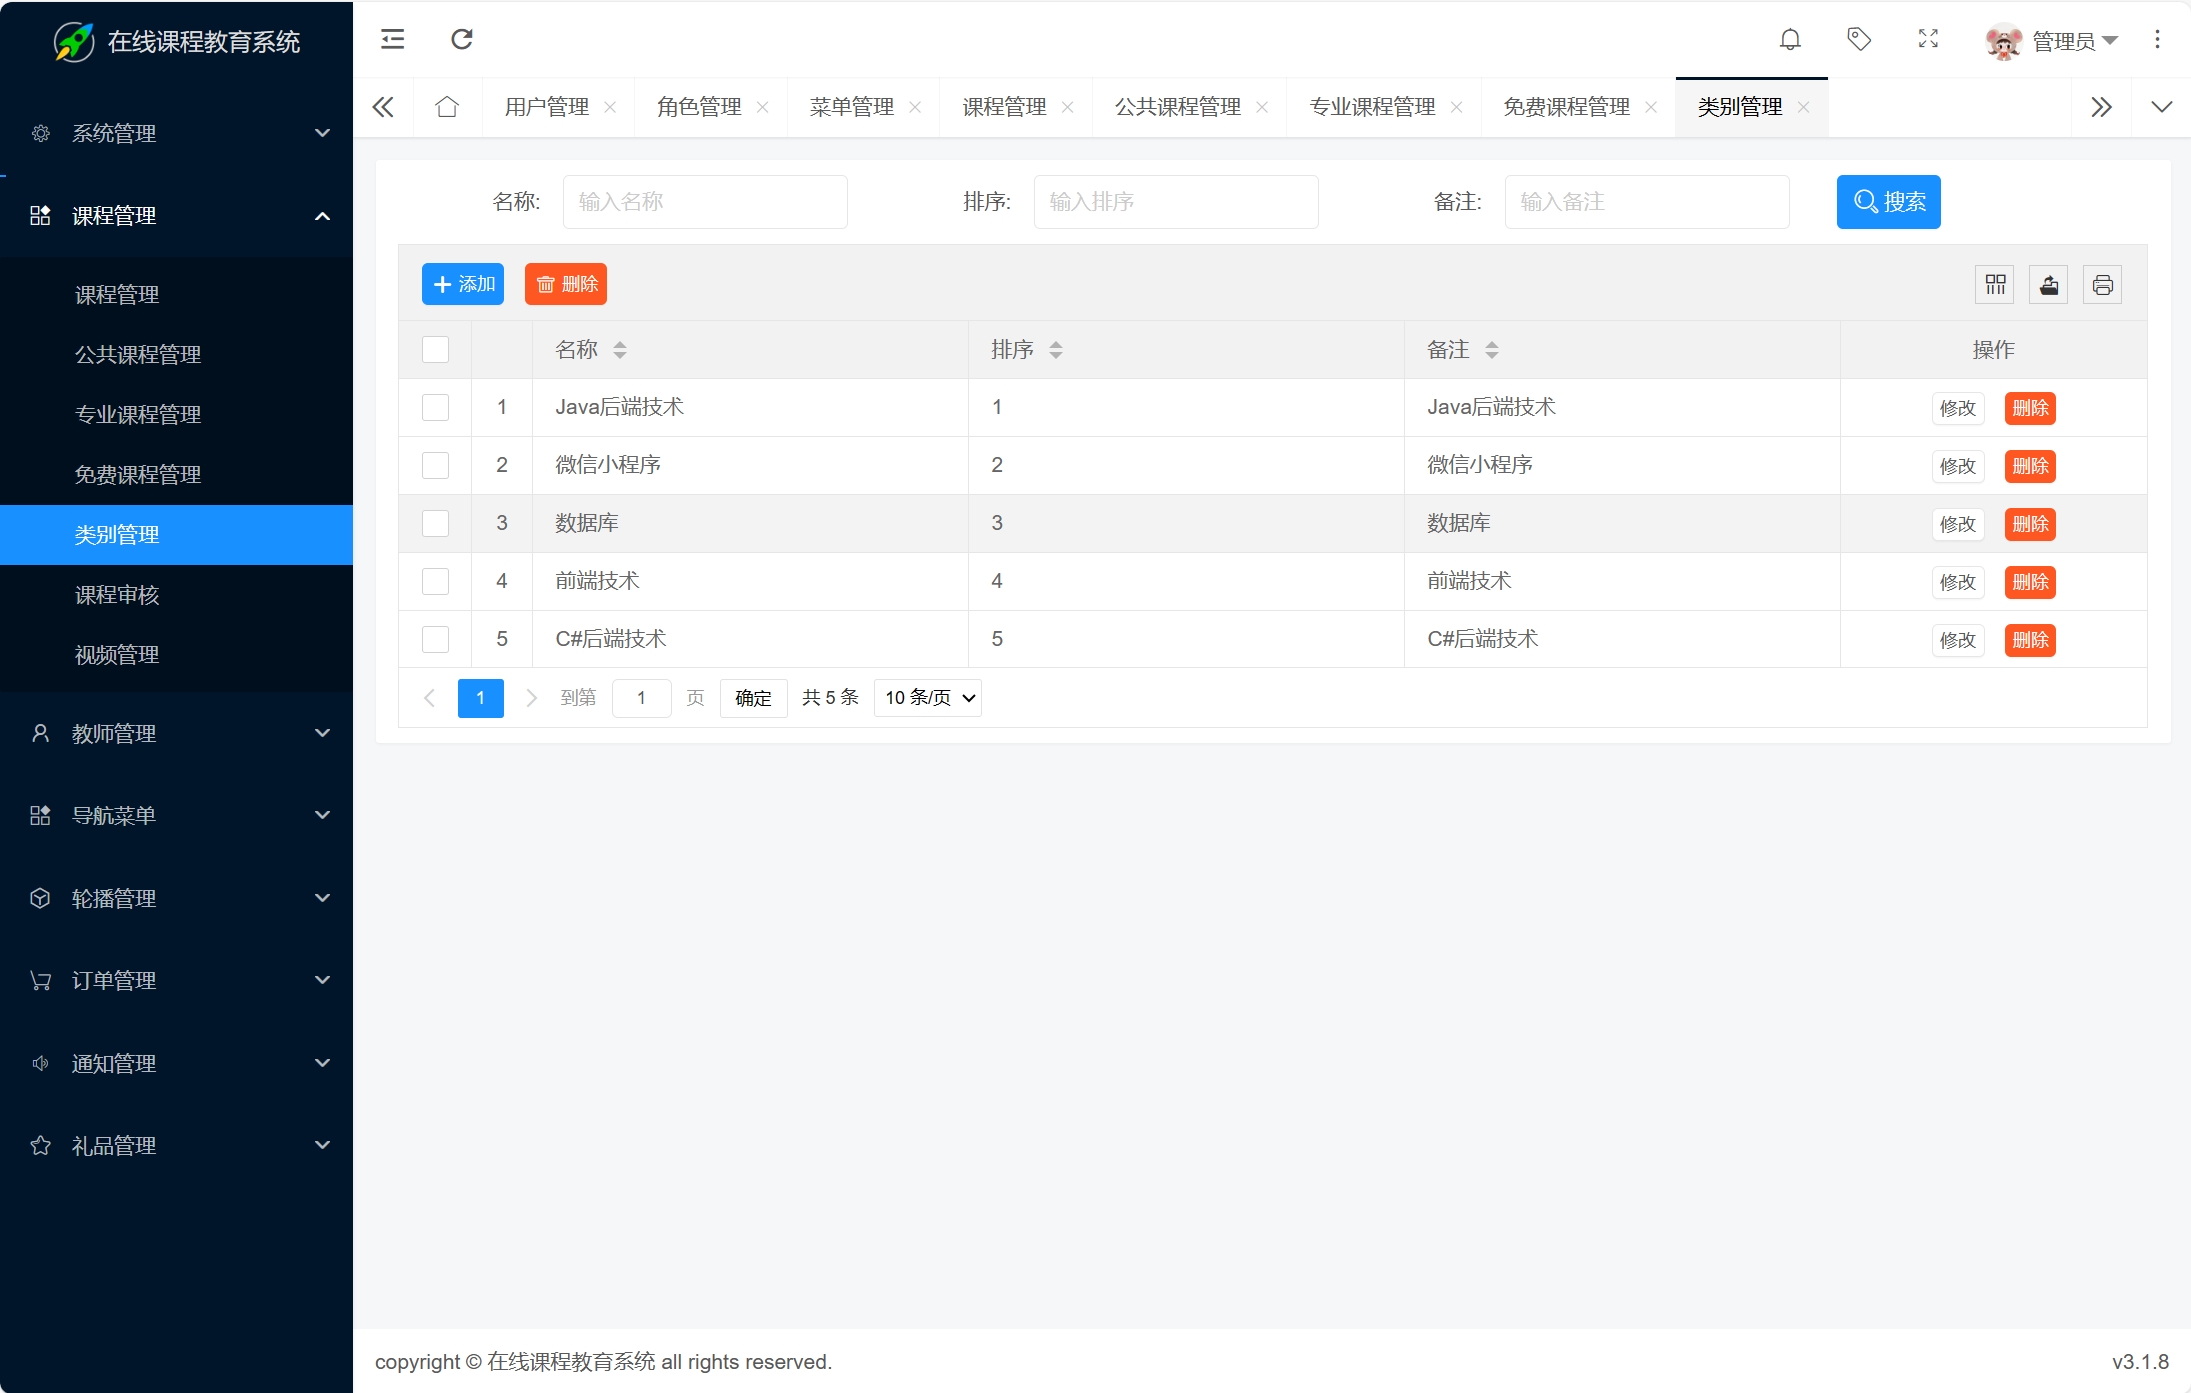 在线课程教育系统
管理员
系统管理
课程管理
课程管理
公共课程管理
专业课程管理
免费课程管理
类别管理
课程审核
视频管理
教师管理
导航菜单
轮播管理
订单管理
通知管理
礼品管理
用户管理 角色管理 菜单管理 课程管理 公共课程管理 专业课程管理 免费课程管理 类别管理
名称: 输入名称 排序: 输入排序 备注: 输入备注 搜索
添加 删除
名称 排序 备注 操作
1 Java后端技术 1 Java后端技术 修改 删除
2 微信小程序 2 微信小程序 修改 删除
3 数据库 3 数据库 修改 删除
4 前端技术 4 前端技术 修改 删除
5 C#后端技术 5 C#后端技术 修改 删除
1 到第 1 页 确定 共 5 条 10 条/页
copyright © 在线课程教育系统 all rights reserved. v3.1.8